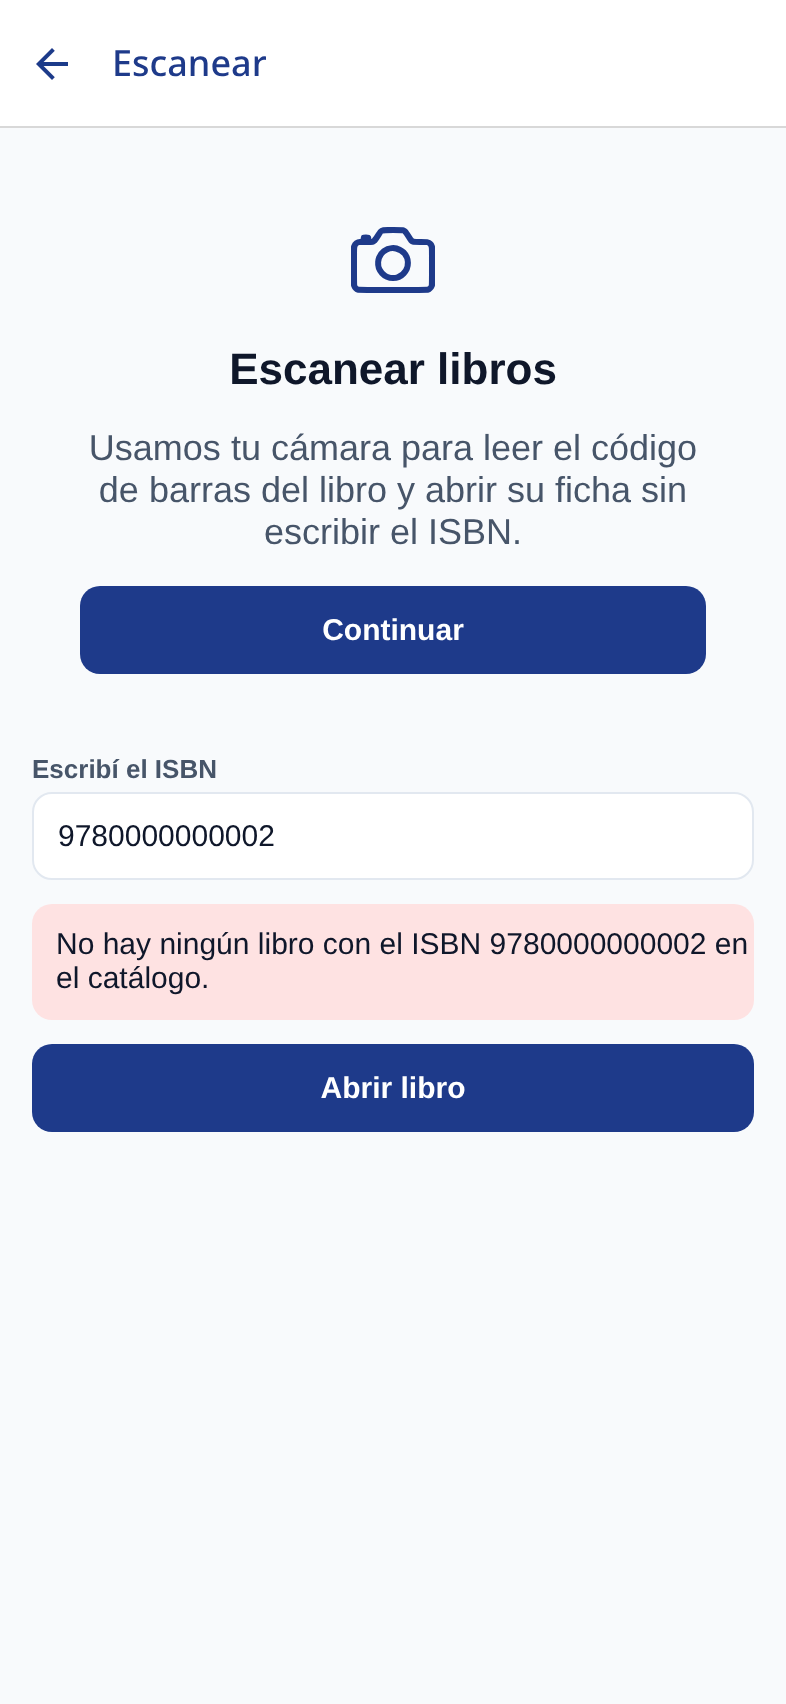 Escanear
Escanear libros
Usamos tu cámara para leer el código
de barras del libro y abrir su ficha sin
escribir el ISBN.
Continuar
Escribí el ISBN
9780000000002
No hay ningún libro con el ISBN 9780000000002 en
el catálogo.
Abrir libro